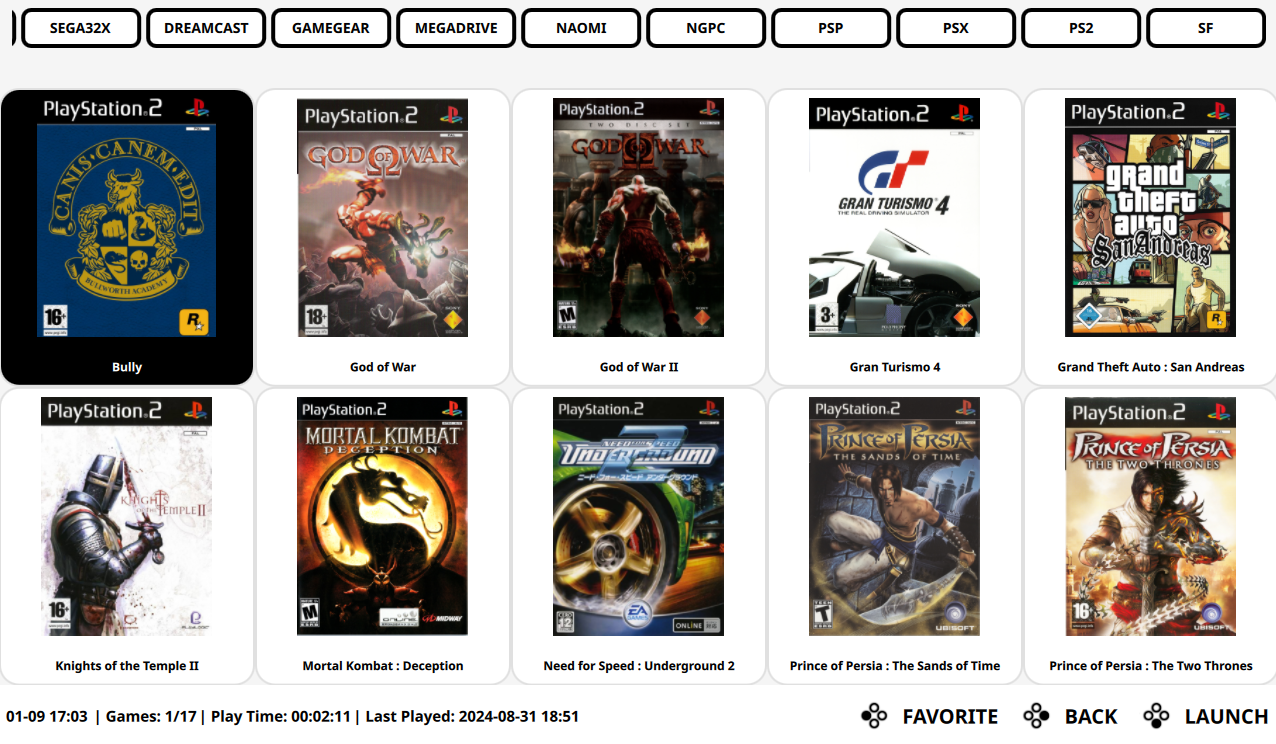 SEGA32X DREAMCAST GAMEGEAR MEGADRIVE NAOMI NGPC PSP PSX PS2 SF
PlayStation.2
CANIS·CANEM·EDIT
BULLWORTH ACADEMY
16+
R
Bully
PlayStation.2
GOD OF WAR
18+
SONY
God of War
PlayStation.2
TWO DISC SET
GOD OF WAR
II
M
ESRB
SONY
God of War II
PlayStation.2
GRAN TURISMO 4
THE REAL DRIVING SIMULATOR
3+
SONY
Gran Turismo 4
PlayStation.2
grand
theft
auto
San Andreas
R
Grand Theft Auto : San Andreas
PlayStation.2
KNIGHTS
OF THE TEMPLE II
16+
Knights of the Temple II
PlayStation.2
MORTAL KOMBAT
DECEPTION
M
ESRB
ONLINE
MIDWAY
Mortal Kombat : Deception
PlayStation.2
2
NEED FOR SPEED
UNDERGROUND
ニード・フォー・スピード アンダーグラウンド
12
EA
GAMES
ONLINE
Need for Speed : Underground 2
PlayStation.2
PRINCE OF PERSIA
THE SANDS OF TIME
TEEN
T
ESRB
UBISOFT
Prince of Persia : The Sands of Time
PlayStation.2
PRINCE OF PERSIA
THE TWO THRONES
16+
UBISOFT
Prince of Persia : The Two Thrones
01-09 17:03 | Games: 1/17 | Play Time: 00:02:11 | Last Played: 2024-08-31 18:51
FAVORITE BACK LAUNCH